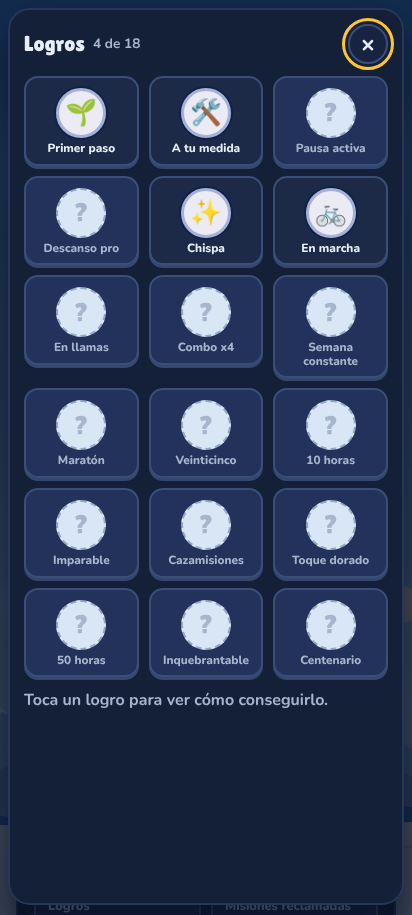 Logros 4 de 18
×
Primer paso
A tu medida
?
Pausa activa
?
Descanso pro
Chispa
En marcha
?
En llamas
?
Combo x4
?
Semana
constante
?
Maratón
?
Veinticinco
?
10 horas
?
Imparable
?
Cazamisiones
?
Toque dorado
?
50 horas
?
Inquebrantable
?
Centenario
Toca un logro para ver cómo conseguirlo.
Logros
Misiones reclamadas